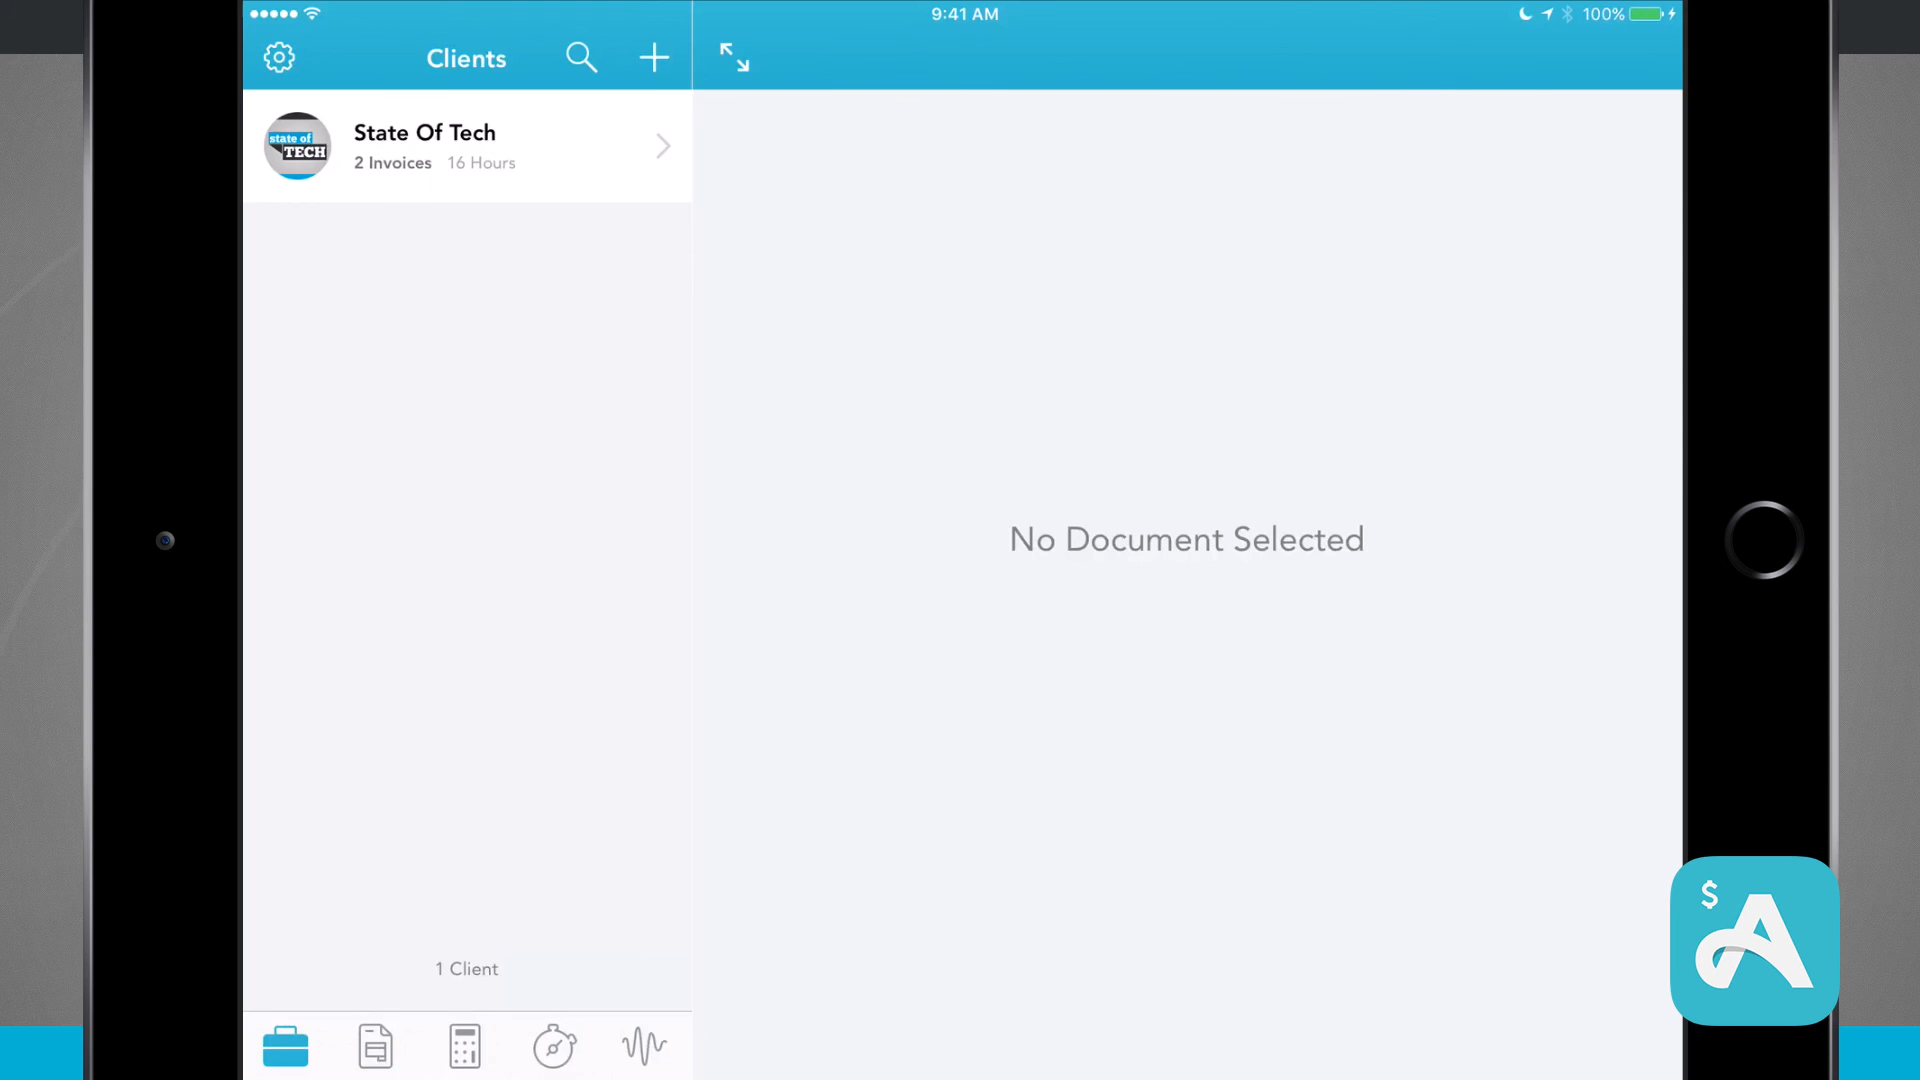 9:41 AM
100%
Clients
state of
TECH
State Of Tech
2 Invoices 16 Hours
No Document Selected
1 Client
$ A